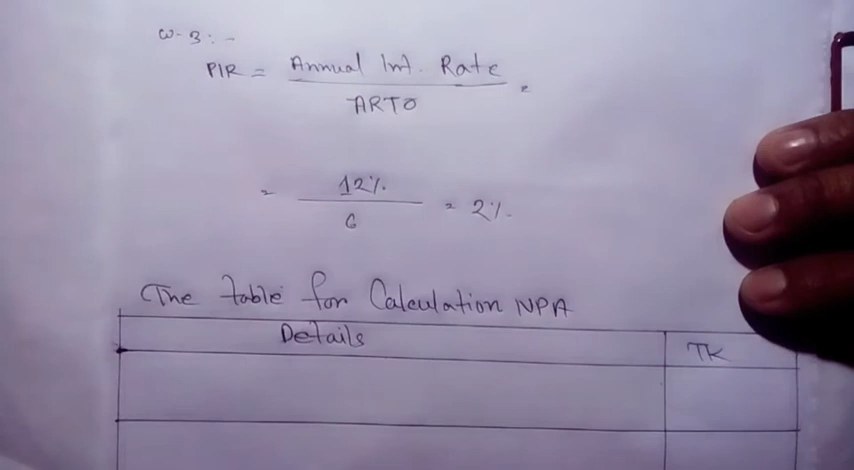 W-3:-
PIR = Annual Int. Rate
ARTO
= 12% = 2%.
6
The table for Calculation NPA
Details TK